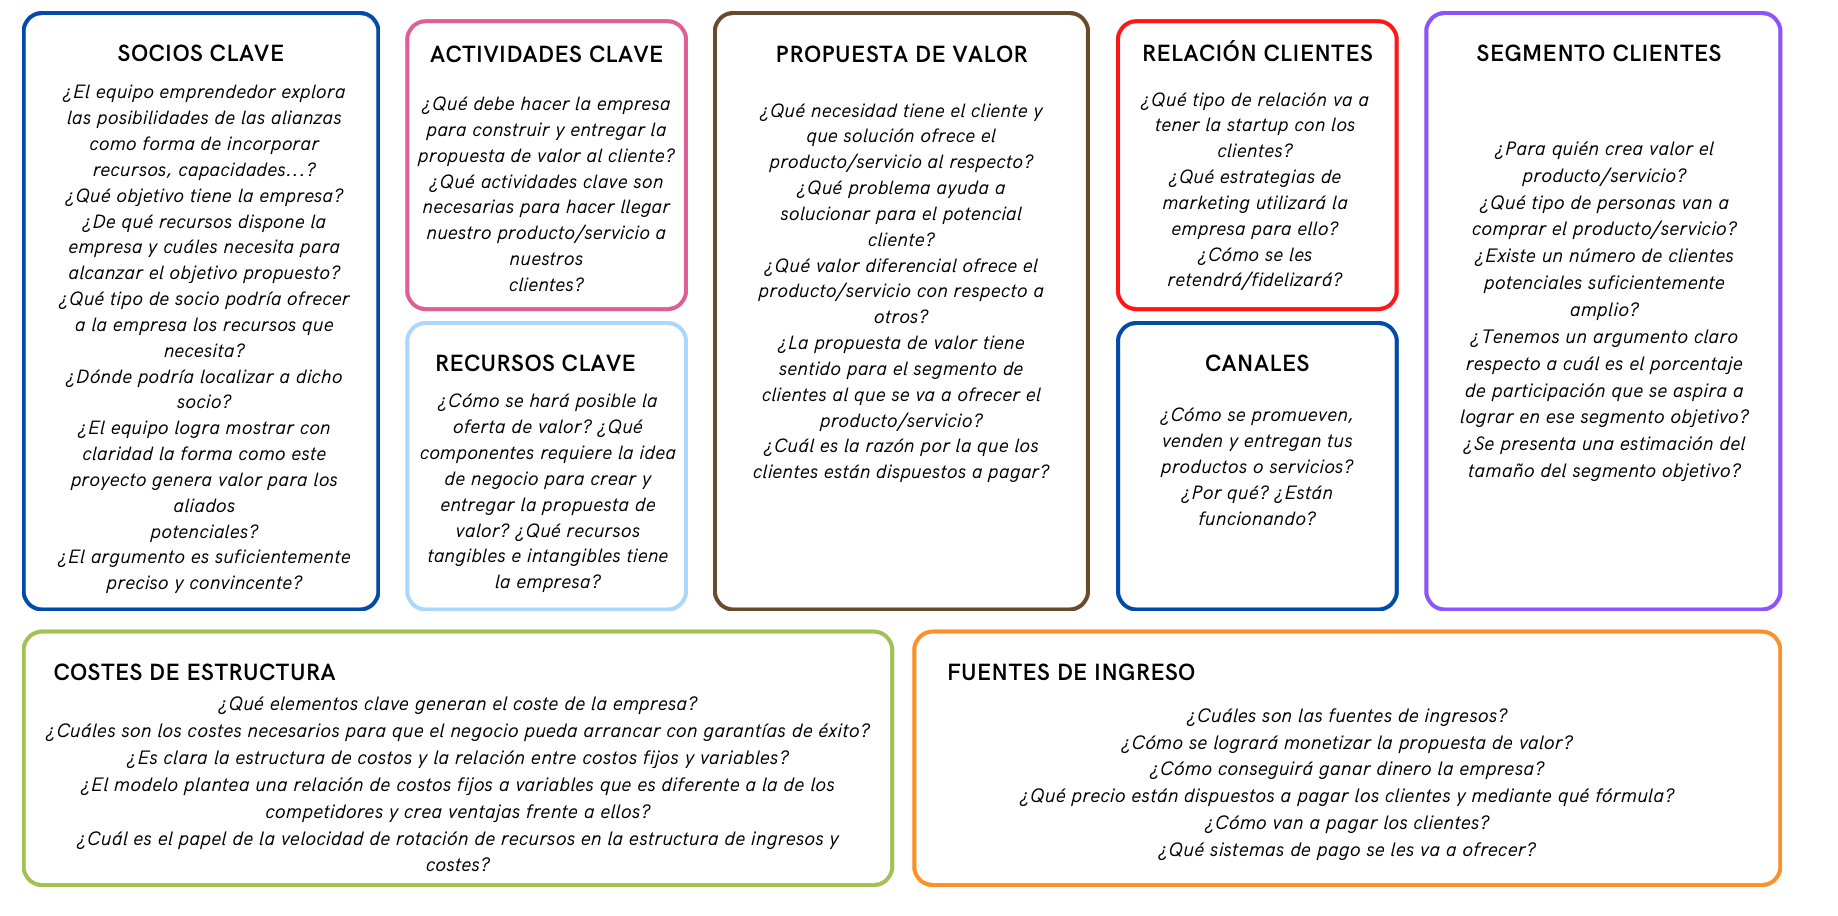 SOCIOS CLAVE
¿El equipo emprendedor explora
las posibilidades de las alianzas
como forma de incorporar
recursos, capacidades...?
¿Qué objetivo tiene la empresa?
¿De qué recursos dispone la
empresa y cuáles necesita para
alcanzar el objetivo propuesto?
¿Qué tipo de socio podría ofrecer
a la empresa los recursos que
necesita?
¿Dónde podría localizar a dicho
socio?
¿El equipo logra mostrar con
claridad la forma como este
proyecto genera valor para los
aliados
potenciales?
¿El argumento es suficientemente
preciso y convincente?
ACTIVIDADES CLAVE
¿Qué debe hacer la empresa
para construir y entregar la
propuesta de valor al cliente?
¿Qué actividades clave son
necesarias para hacer llegar
nuestro producto/servicio a
nuestros
clientes?
RECURSOS CLAVE
¿Cómo se hará posible la
oferta de valor? ¿Qué
componentes requiere la idea
de negocio para crear y
entregar la propuesta de
valor? ¿Qué recursos
tangibles e intangibles tiene
la empresa?
PROPUESTA DE VALOR
¿Qué necesidad tiene el cliente y
que solución ofrece el
producto/servicio al respecto?
¿Qué problema ayuda a
solucionar para el potencial
cliente?
¿Qué valor diferencial ofrece el
producto/servicio con respecto a
otros?
¿La propuesta de valor tiene
sentido para el segmento de
clientes al que se va a ofrecer el
producto/servicio?
¿Cuál es la razón por la que los
clientes están dispuestos a pagar?
RELACIÓN CLIENTES
¿Qué tipo de relación va a
tener la startup con los
clientes?
¿Qué estrategias de
marketing utilizará la
empresa para ello?
¿Cómo se les
retendrá/fidelizará?
CANALES
¿Cómo se promueven,
venden y entregan tus
productos o servicios?
¿Por qué? ¿Están
funcionando?
SEGMENTO CLIENTES
¿Para quién crea valor el
producto/servicio?
¿Qué tipo de personas van a
comprar el producto/servicio?
¿Existe un número de clientes
potenciales suficientemente
amplio?
¿Tenemos un argumento claro
respecto a cuál es el porcentaje
de participación que se aspira a
lograr en ese segmento objetivo?
¿Se presenta una estimación del
tamaño del segmento objetivo?
COSTES DE ESTRUCTURA
¿Qué elementos clave generan el coste de la empresa?
¿Cuáles son los costes necesarios para que el negocio pueda arrancar con garantías de éxito?
¿Es clara la estructura de costos y la relación entre costos fijos y variables?
¿El modelo plantea una relación de costos fijos a variables que es diferente a la de los
competidores y crea ventajas frente a ellos?
¿Cuál es el papel de la velocidad de rotación de recursos en la estructura de ingresos y
costes?
FUENTES DE INGRESO
¿Cuáles son las fuentes de ingresos?
¿Cómo se logrará monetizar la propuesta de valor?
¿Cómo conseguirá ganar dinero la empresa?
¿Qué precio están dispuestos a pagar los clientes y mediante qué fórmula?
¿Cómo van a pagar los clientes?
¿Qué sistemas de pago se les va a ofrecer?